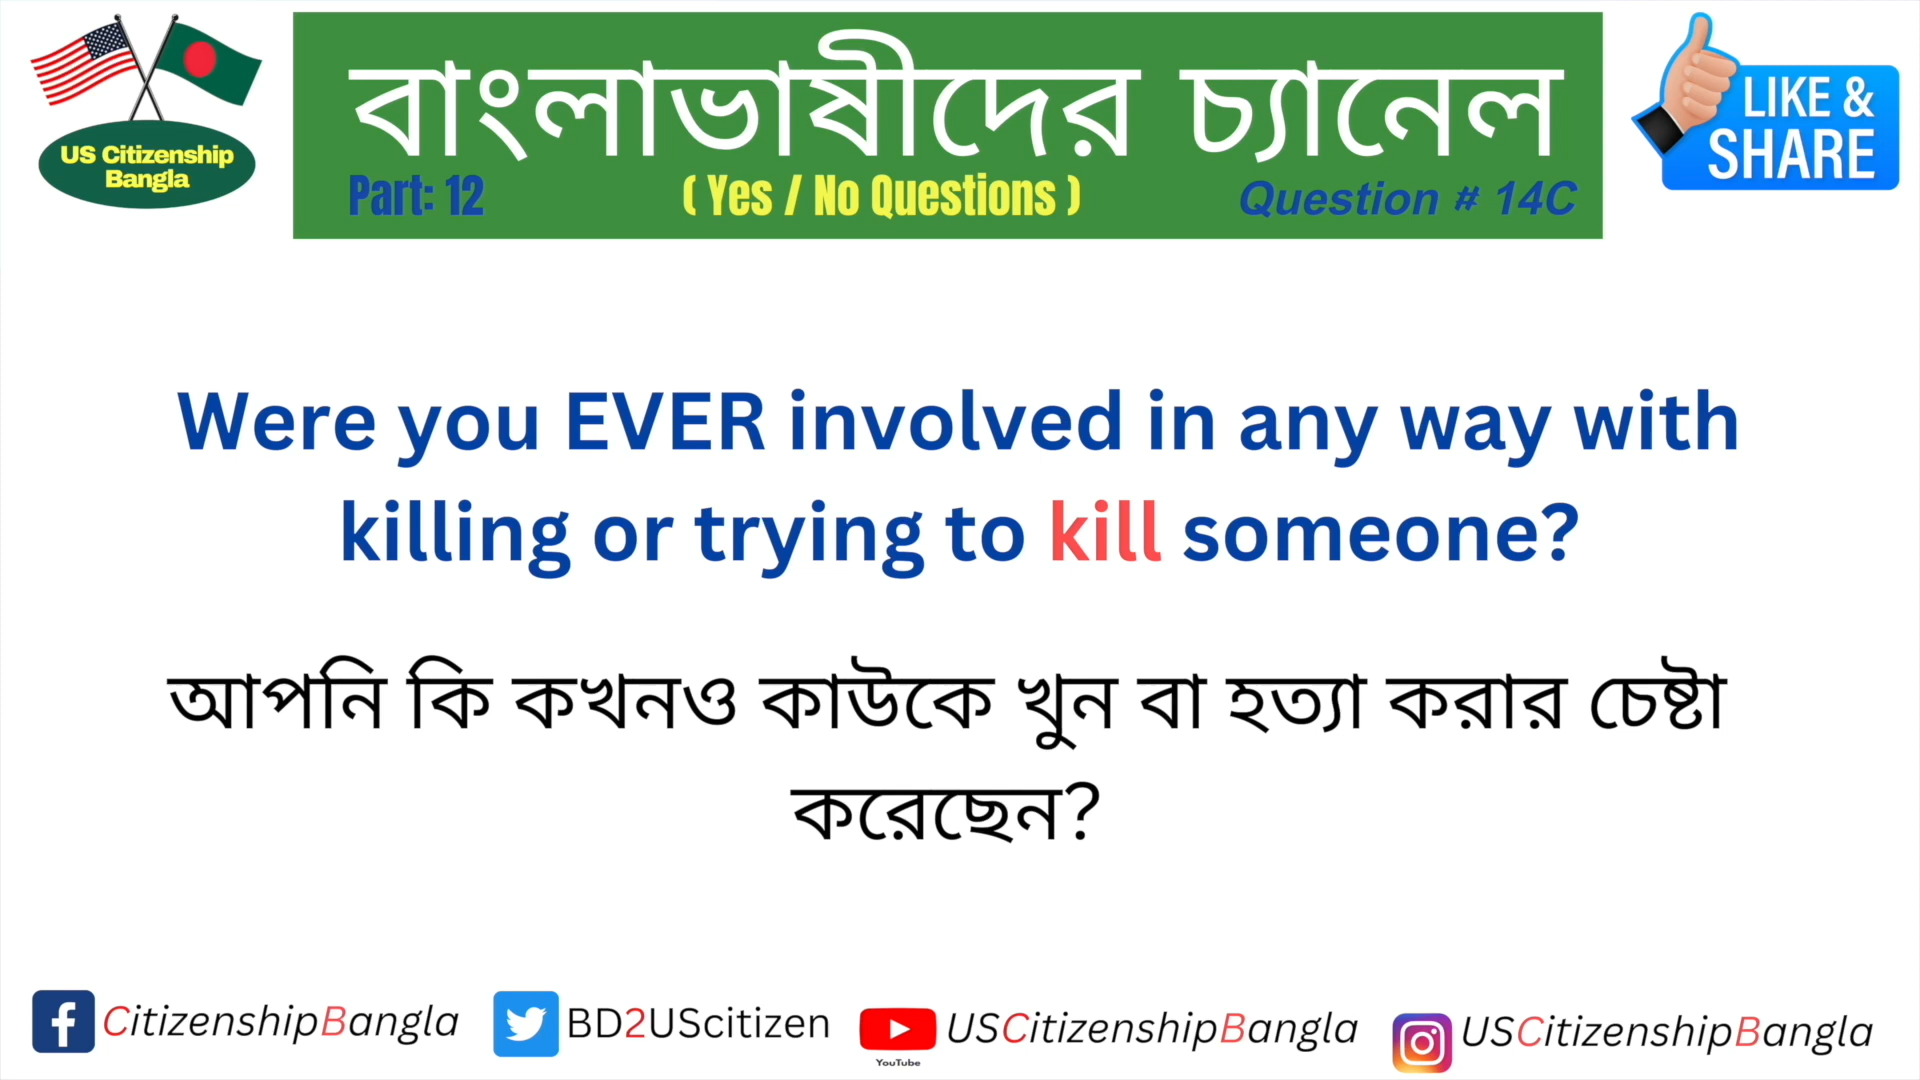 US Citizenship
Bangla
বাংলাভাষীদের চ্যানেল
Part: 12
( Yes / No Questions )
Question # 14C
LIKE &
SHARE
Were you EVER involved in any way with
killing or trying to kill someone?
আপনি কি কখনও কাউকে খুন বা হত্যা করার চেষ্টা
করেছেন?
CitizenshipBangla
BD2UScitizen
YouTube
USCitizenshipBangla
USCitizenshipBangla